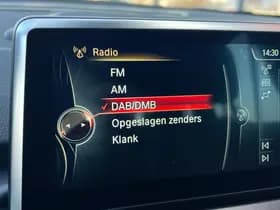 Radio
14:30
FM
AM
DAB/DMB
Opgeslagen zenders
Klank